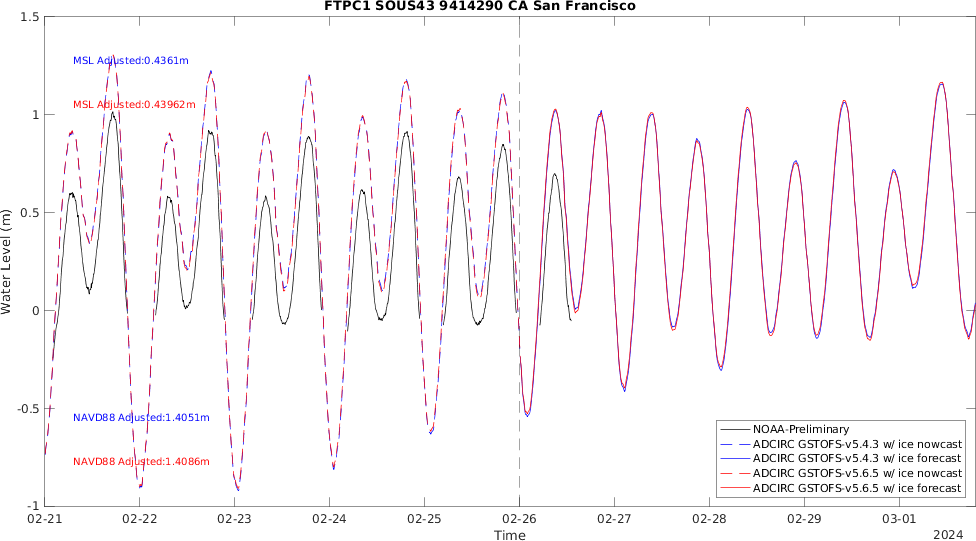 FTPC1 SOUS43 9414290 CA San Francisco
1.5
MSL Adjusted:0.4361m
MSL Adjusted:0.43962m
1
0.5
Water Level (m)
0
-0.5
NAVD88 Adjusted:1.4051m
NAVD88 Adjusted:1.4086m
NOAA-Preliminary
ADCIRC GSTOFS-v5.4.3 w/ ice nowcast
ADCIRC GSTOFS-v5.4.3 w/ ice forecast
ADCIRC GSTOFS-v5.6.5 w/ ice nowcast
ADCIRC GSTOFS-v5.6.5 w/ ice forecast
-1
02-21 02-22 02-23 02-24 02-25 02-26 02-27 02-28 02-29 03-01
Time
2024